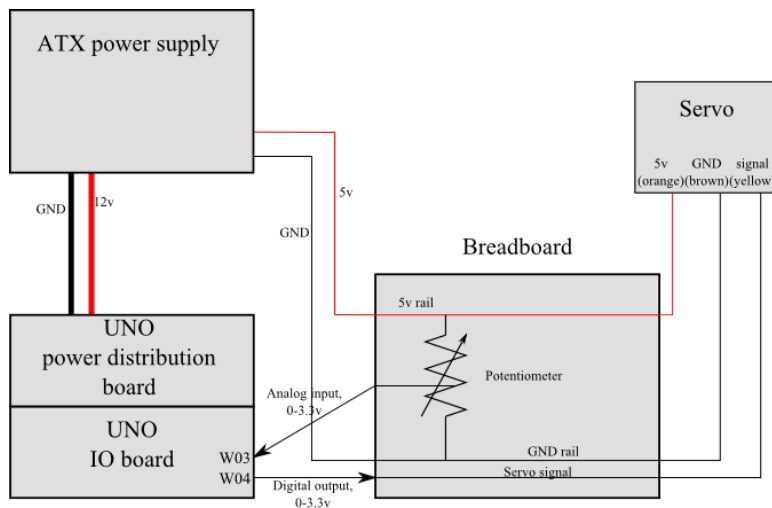 ATX power supply
Servo
5v GND signal
(orange)(brown)(yellow)
GND
12v
5v
GND
Breadboard
5v rail
UNO
power distribution
board
Potentiometer
Analog input,
0-3.3v
UNO
IO board
W03
W04
GND rail
Servo signal
Digital output,
0-3.3v